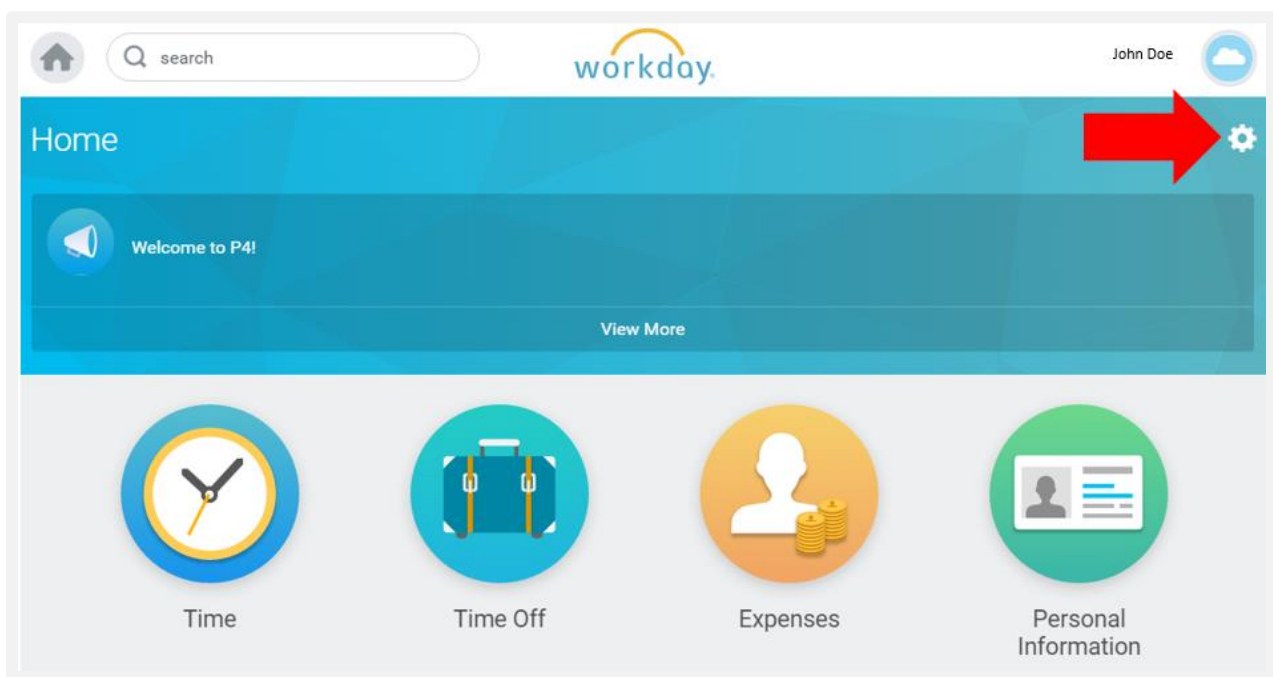 search
workday.
John Doe
Home
Welcome to P4!
View More
Time
Time Off
Expenses
Personal
Information